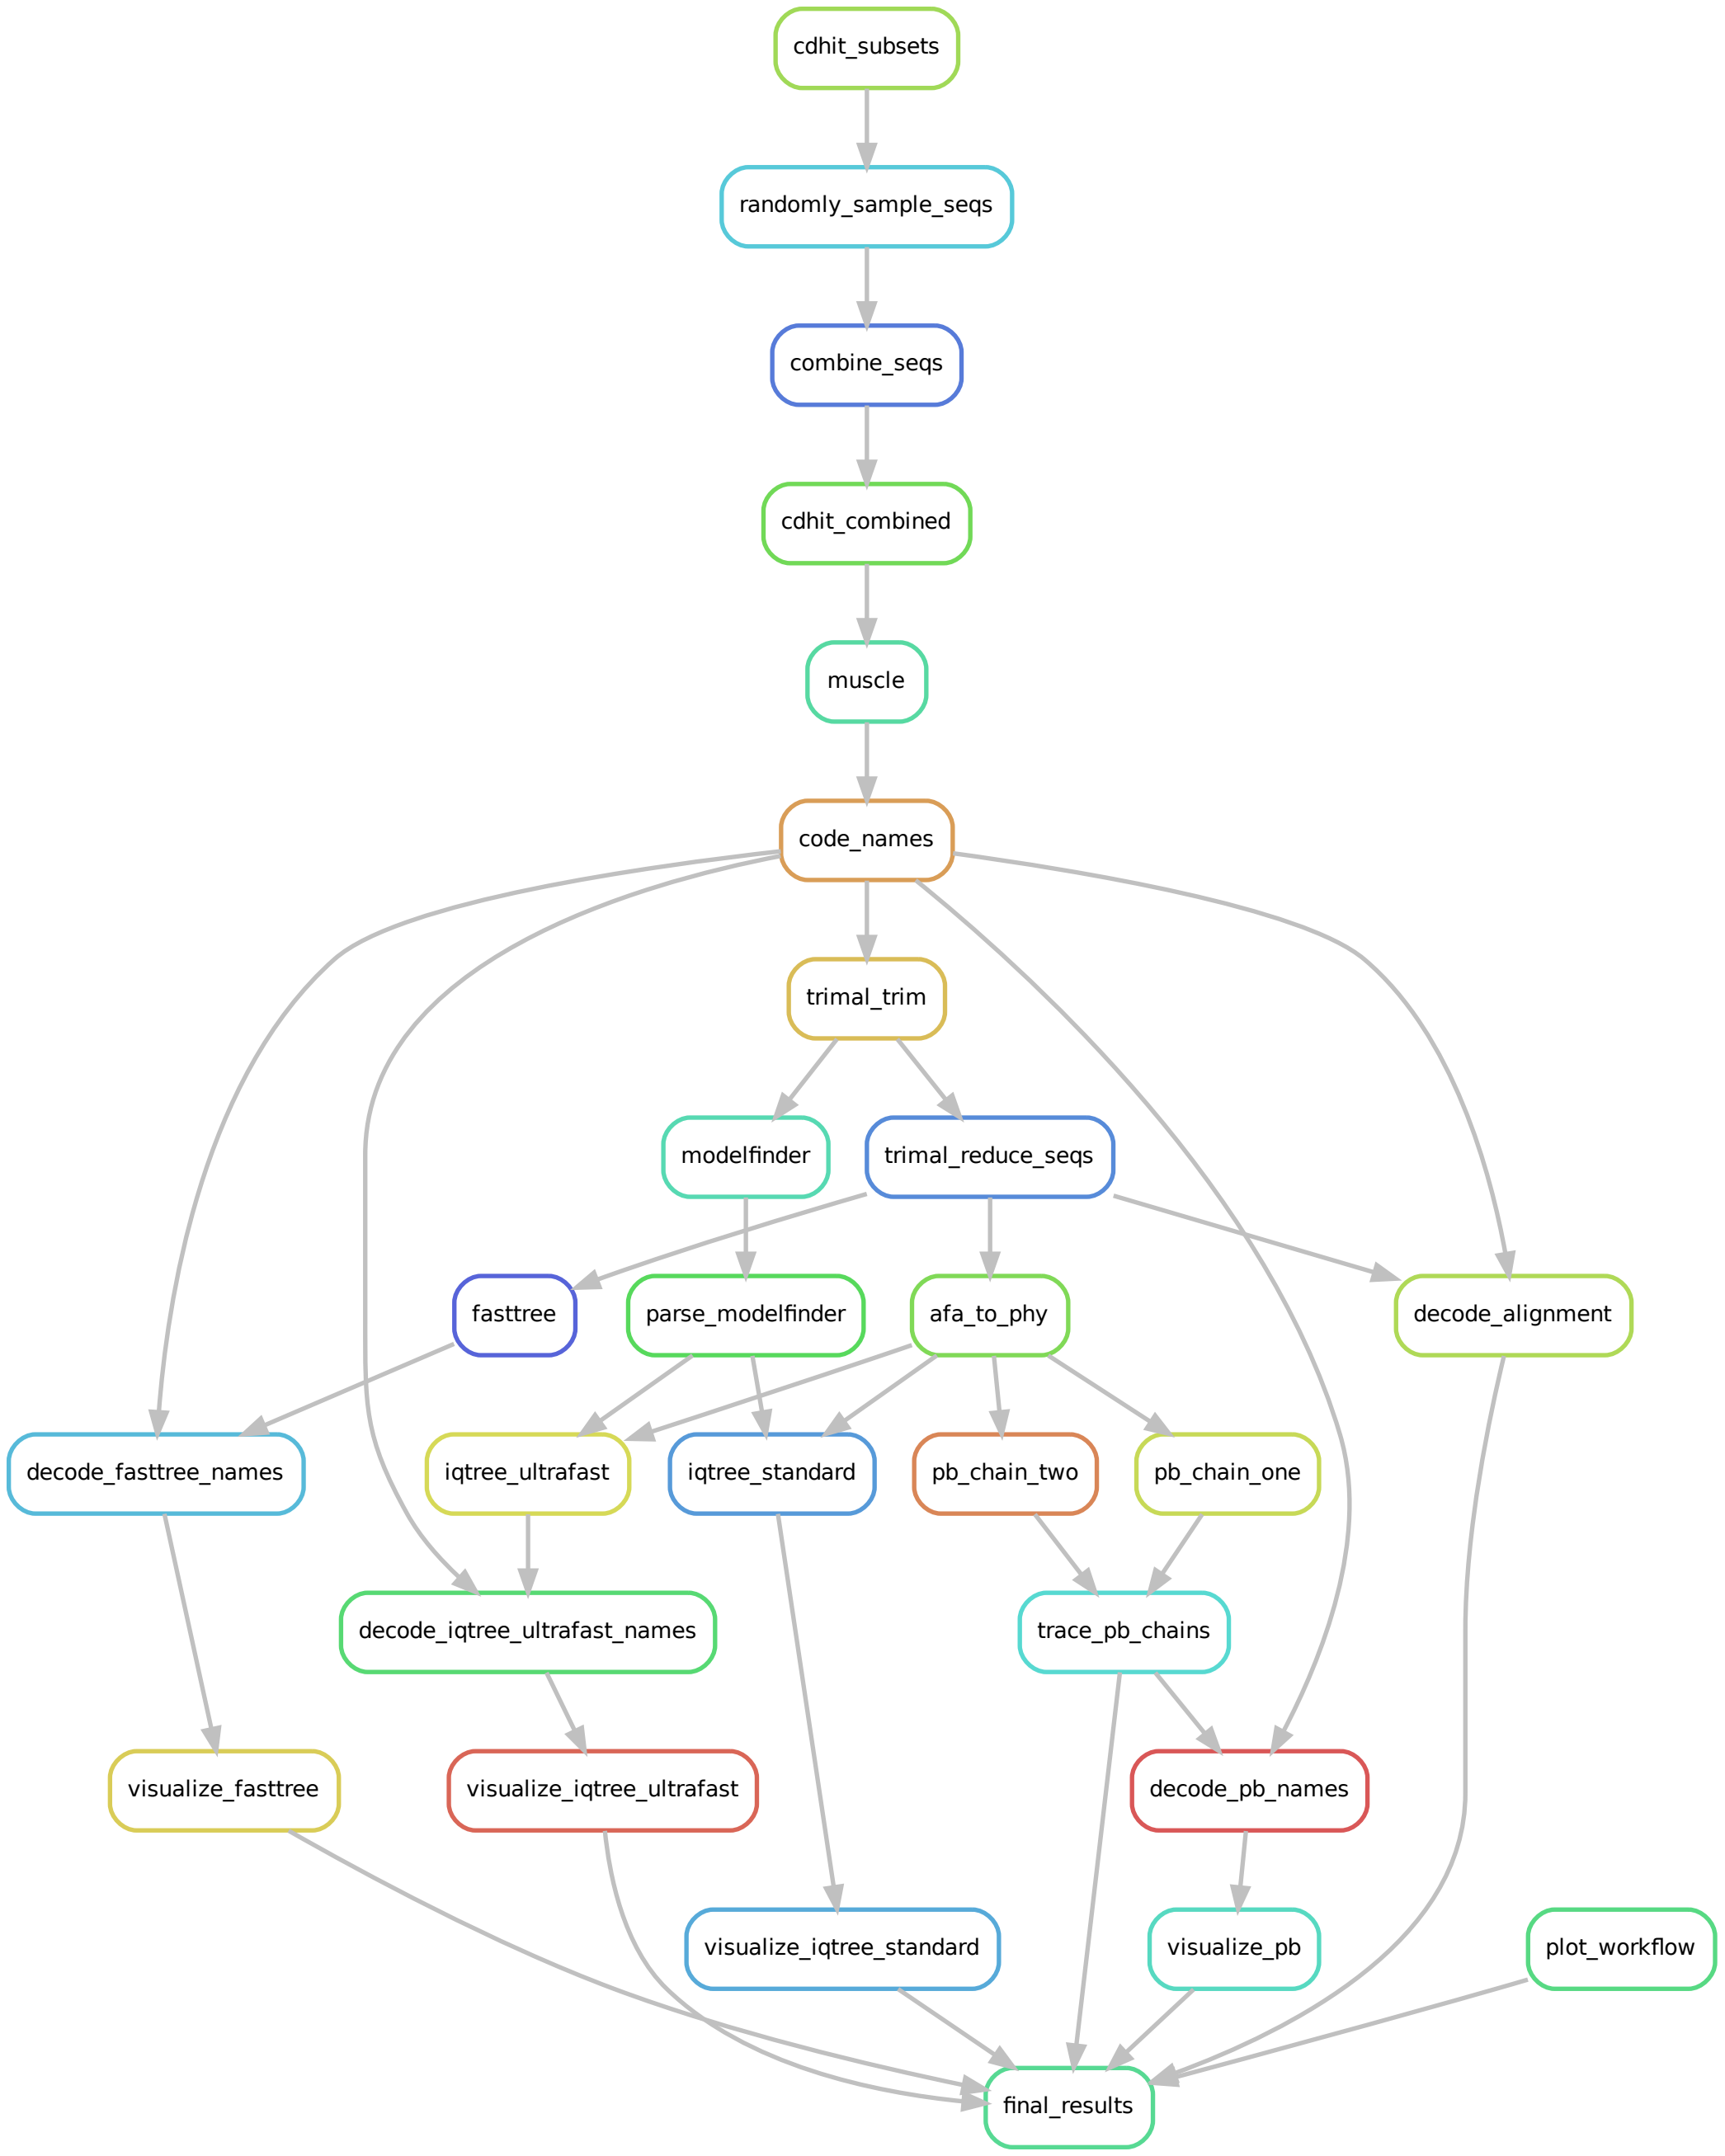 cdhit_subsets
randomly_sample_seqs
combine_seqs
cdhit_combined
muscle
code_names
trimal_trim
modelfinder
trimal_reduce_seqs
fasttree
parse_modelfinder
afa_to_phy
decode_alignment
decode_fasttree_names
iqtree_ultrafast
iqtree_standard
pb_chain_two
pb_chain_one
decode_iqtree_ultrafast_names
trace_pb_chains
visualize_fasttree
visualize_iqtree_ultrafast
decode_pb_names
visualize_iqtree_standard
visualize_pb
plot_workflow
final_results